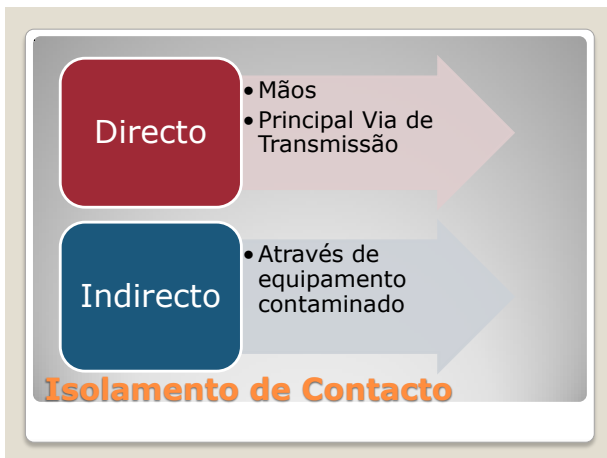 Directo
• Mãos
• Principal Via de
Transmissão
Indirecto
• Através de
equipamento
contaminado
Isolamento de Contacto